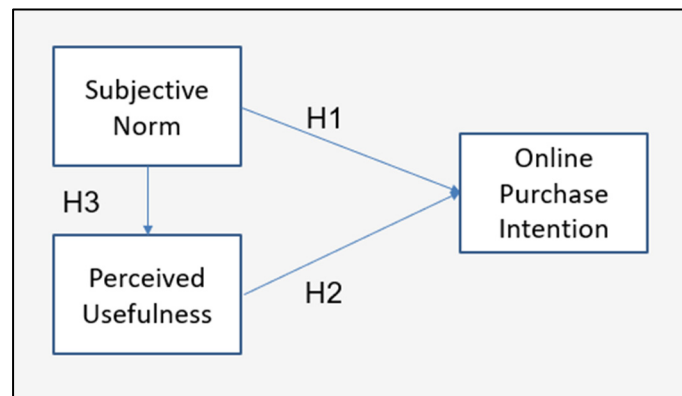 Subjective
Norm
H1
Online
Purchase
Intention
H3
Perceived
Usefulness
H2